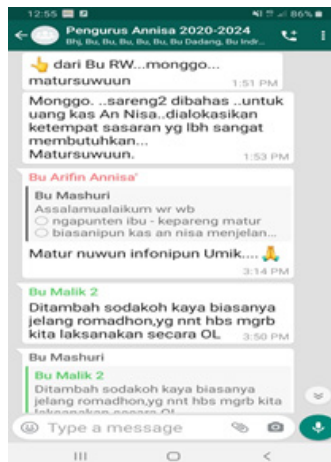 12:55
86%
Pengurus Annisa 2020-2024
Bhj, Bu, Bu, Bu, Bu, Bu Dadang, Bu Indr...
dari Bu RW...monggo...
matursuwuun
1:51 PM
Monggo. ..sareng2 dibahas ..untuk
uang kas An Nisa..dialokasikan
ketempat sasaran yg lbh sangat
membutuhkan...
Matursuwuun.
1:53 PM
Bu Arifin Annisa'
Bu Mashuri
Assalamualaikum wr wb
ngapunten ibu - kepareng matur
biasanipun kas an nisa menjelan...
Matur nuwun infonipun Umik....
3:14 PM
Bu Malik 2
Ditambah sodakoh kaya biasanya
jelang romadhon,yg nnt hbs mgrb
kita laksanakan secara OL
3:50 PM
Bu Mashuri
Bu Malik 2
Ditambah sodakoh kaya biasanya
jelang romadhon,yg nnt hbs mgrb kita
Type a message